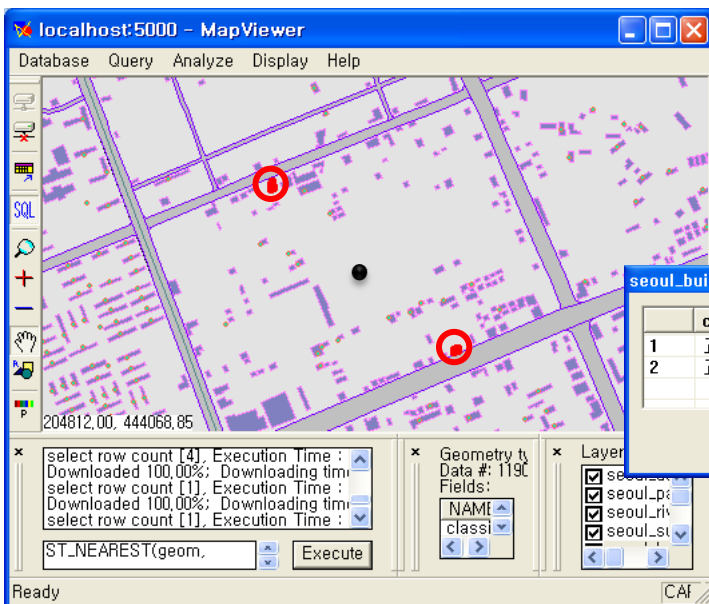 localhost:5000 - MapViewer
Database Query Analyze Display Help
SQL
P
204812,00, 444068,85
seoul_bui
1
2
select row count [4], Execution Time :
Downloaded 100,00%; Downloading tim
select row count [1], Execution Time :
Downloaded 100,00%; Downloading tim
select row count [1], Execution Time :
ST_NEAREST(geom,
Execute
Geometry ty
Data #: 1190
Fields:
NAME
classi
Layer
seoul_pa
seoul_riv
seoul_su
Ready